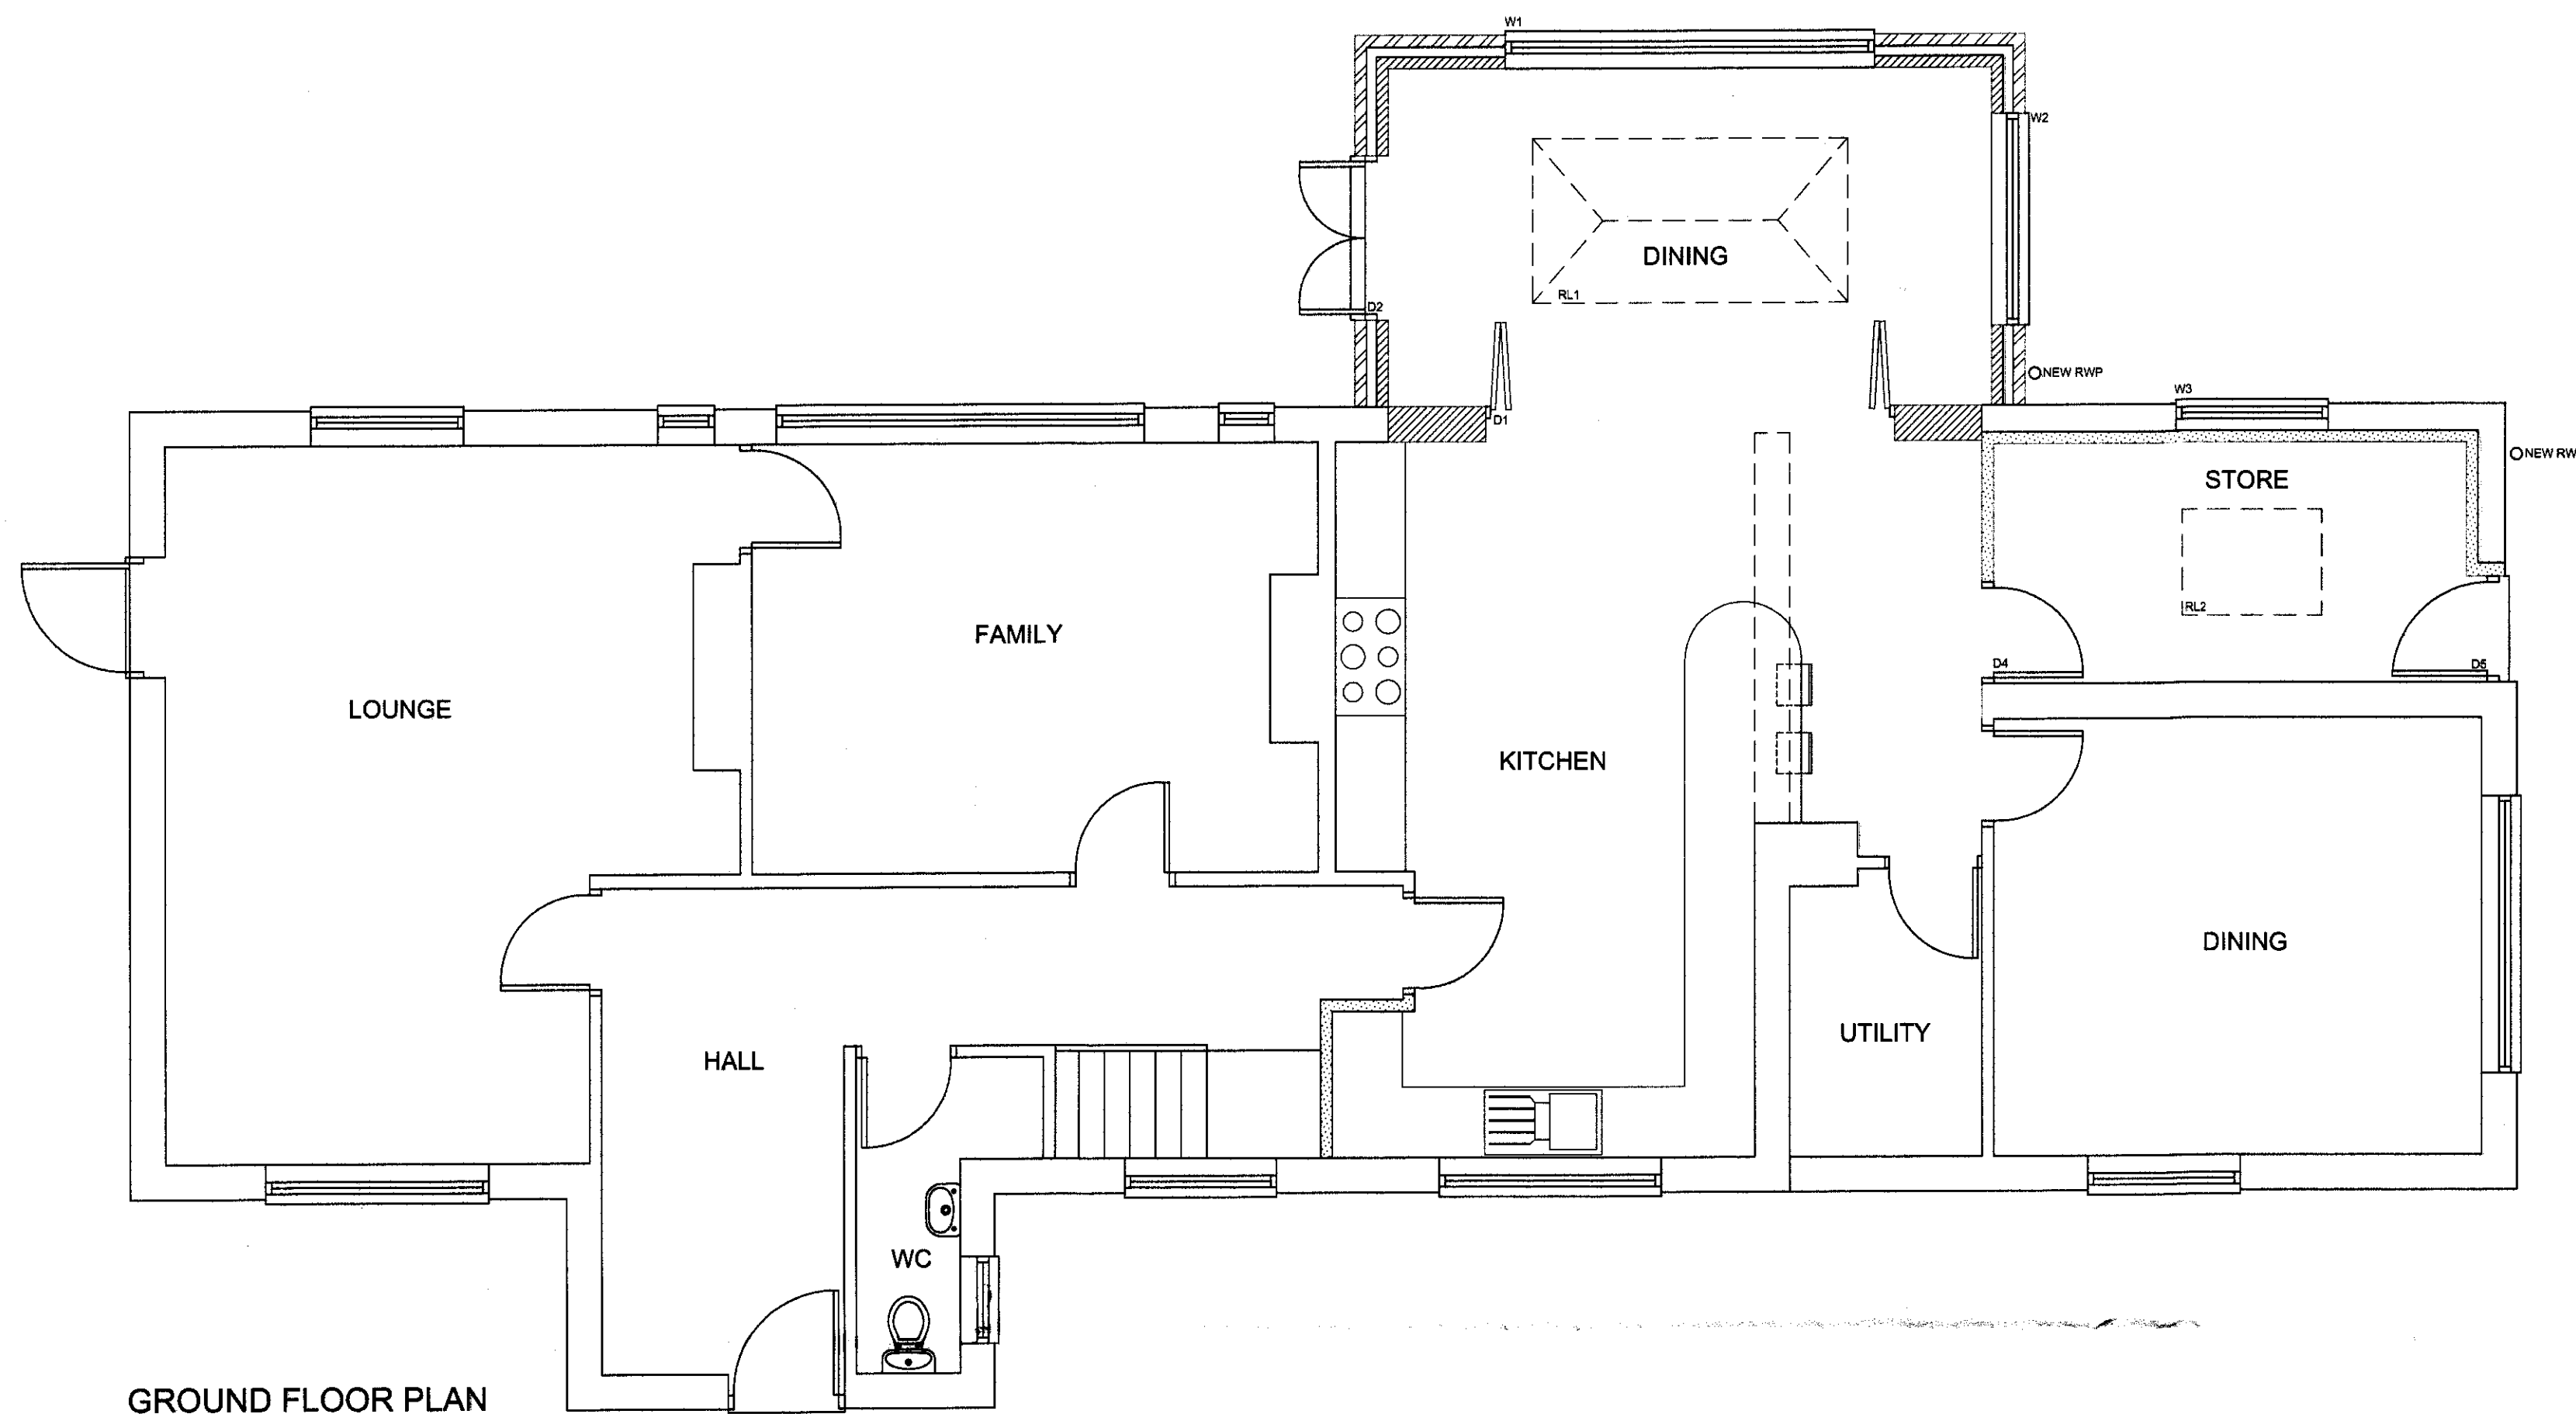 W1
W2
DINING
RL1
D2
NEW RWP
W3
D1
NEW RW
STORE
RL2
FAMILY
D4
D5
LOUNGE
KITCHEN
DINING
UTILITY
HALL
WC
GROUND FLOOR PLAN